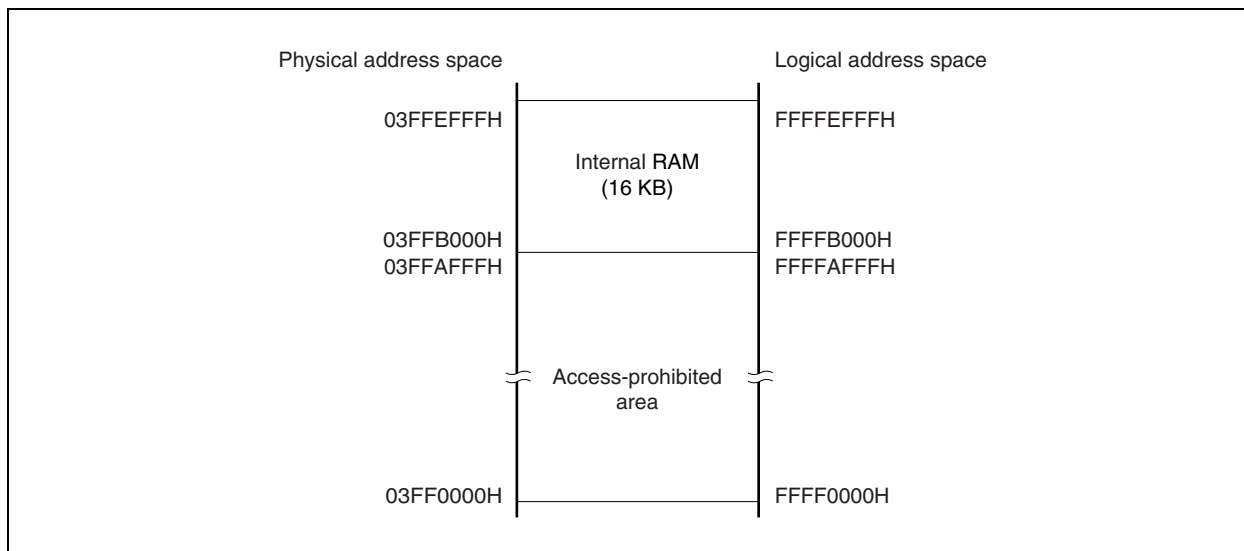 Physical address space
Logical address space
03FFEFFFH
FFFFEFFFH
Internal RAM
(16 KB)
03FFB000H
FFFFB000H
03FFAFFFH
FFFFAFFFH
Access-prohibited
area
03FF0000H
FFFF0000H